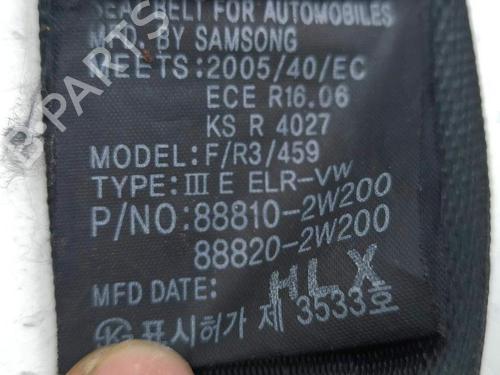 SEAT BELT FOR AUTOMOBILES
MFD. BY SAMSONG
MEETS: 2005/40/EC
ECE R16.06
KS R 4027
MODEL: F/R3/459
TYPE: III E ELR-VW
P/NO: 88810-2W200
88820-2W200
MFD DATE: HLX
표시허가 제 3533호
B-PARTS